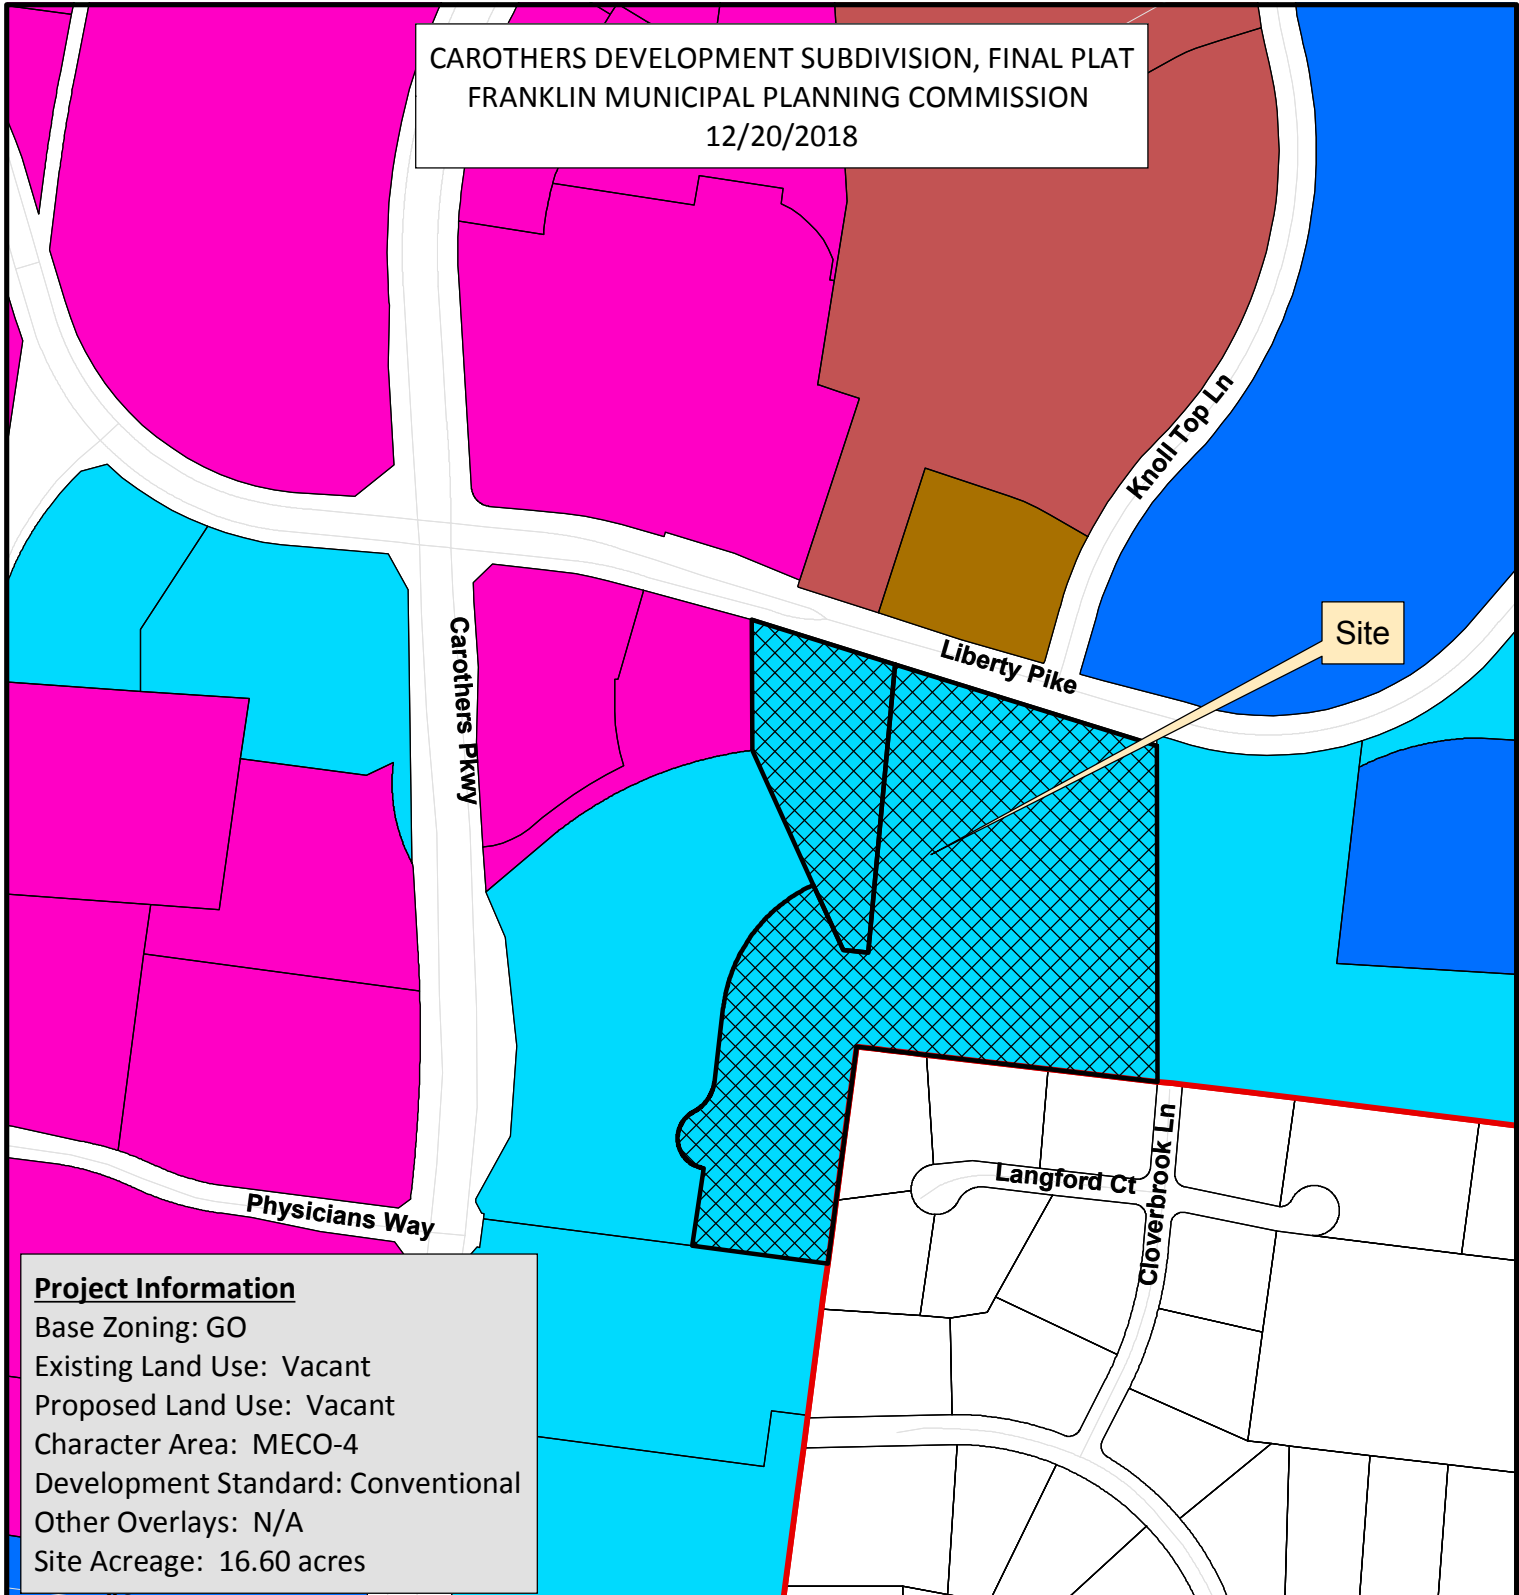 CAROTHERS DEVELOPMENT SUBDIVISION, FINAL PLAT
FRANKLIN MUNICIPAL PLANNING COMMISSION
12/20/2018
Knoll Top Ln
Site
Liberty Pike
Carothers Pkwy
Langford Ct
Cloverbrook Ln
Physicians Way
Project Information
Base Zoning: GO
Existing Land Use: Vacant
Proposed Land Use: Vacant
Character Area: MECO-4
Development Standard: Conventional
Other Overlays: N/A
Site Acreage: 16.60 acres